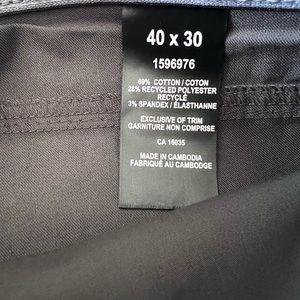 40 x 30
1596976
69% COTTON / COTON
28% RECYCLED POLYESTER
RECYCLÉ
3% SPANDEX / ÉLASTHANNE
EXCLUSIVE OF TRIM
GARNITURE NON COMPRISE
CA 16035
MADE IN CAMBODIA
FABRIQUÉ AU CAMBODGE